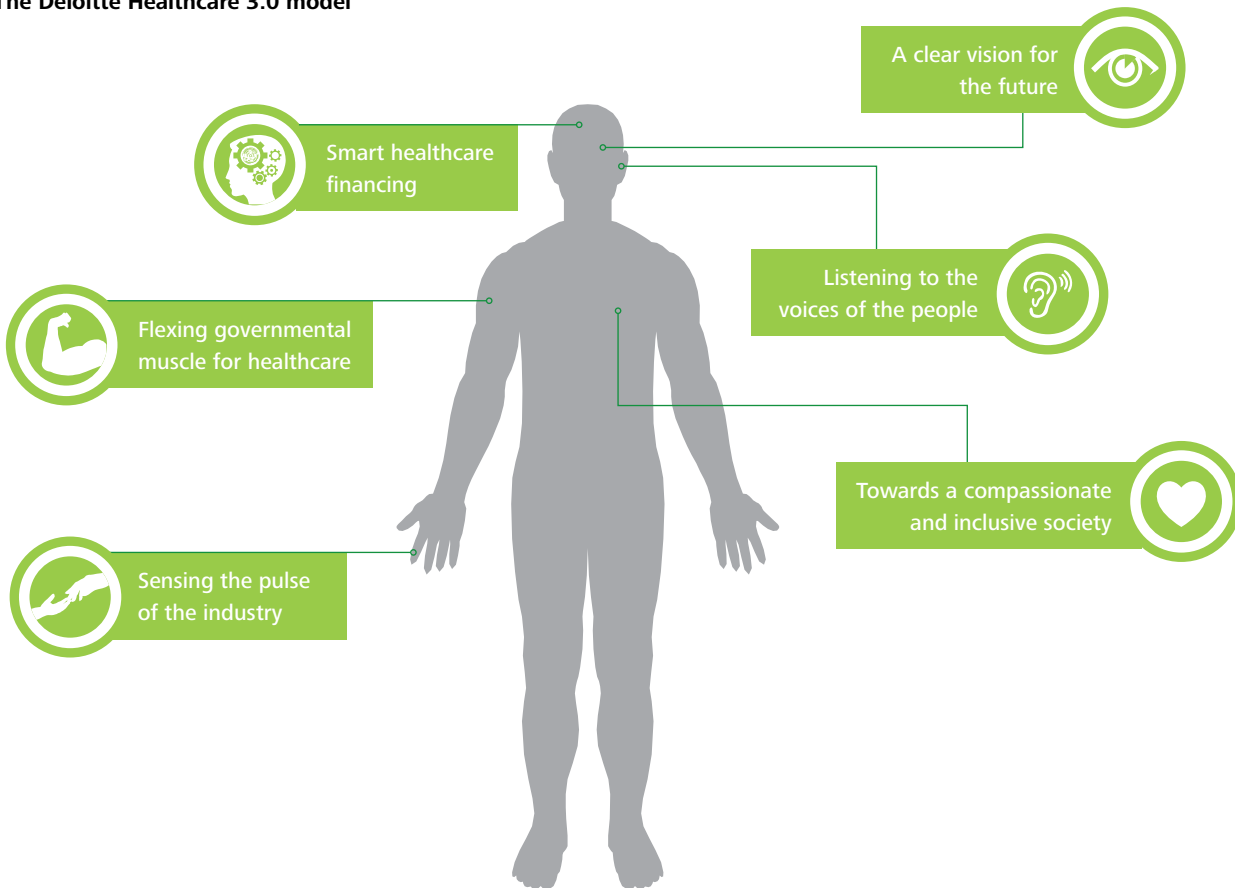 The Deloitte Healthcare 3.0 model
A clear vision for
the future
Smart healthcare
financing
Listening to the
voices of the people
Flexing governmental
muscle for healthcare
Towards a compassionate
and inclusive society
Sensing the pulse
of the industry